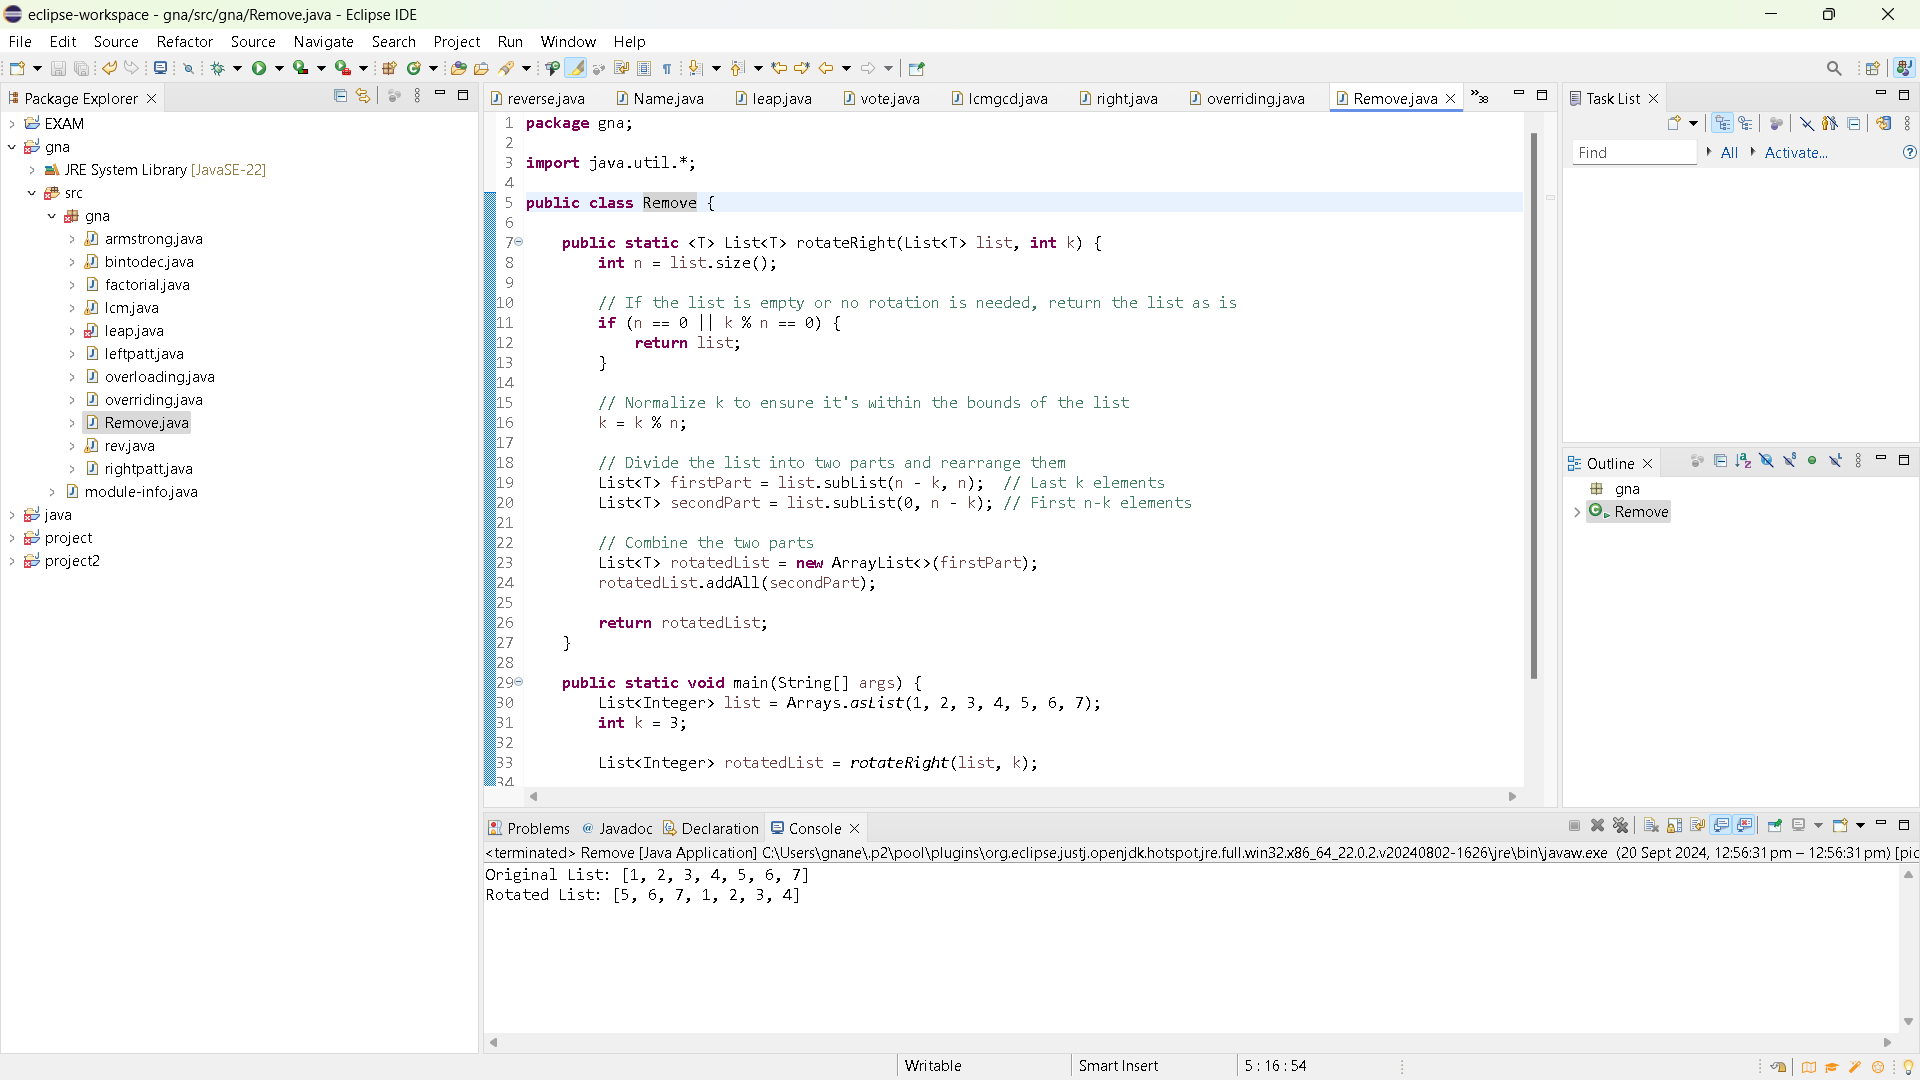 eclipse-workspace - gna/src/gna/Remove.java - Eclipse IDE
File Edit Source Refactor Source Navigate Search Project Run Window Help
Package Explorer
EXAM
gna
JRE System Library [JavaSE-22]
src
gna
armstrong.java
bintodec.java
factorial.java
lcm.java
leap.java
leftpatt.java
overloading.java
overriding.java
Remove.java
rev.java
rightpatt.java
module-info.java
java
project
project2
reverse.java Name.java leap.java vote.java lcmgcd.java right.java overriding.java Remove.java »38
1 package gna;
2
3 import java.util.*;
4
5 public class Remove {
6
7 public static <T> List<T> rotateRight(List<T> list, int k) {
8 int n = list.size();
9
10 // If the list is empty or no rotation is needed, return the list as is
11 if (n == 0 || k % n == 0) {
12 return list;
13 }
14
15 // Normalize k to ensure it's within the bounds of the list
16 k = k % n;
17
18 // Divide the list into two parts and rearrange them
19 List<T> firstPart = list.subList(n - k, n); // Last k elements
20 List<T> secondPart = list.subList(0, n - k); // First n-k elements
21
22 // Combine the two parts
23 List<T> rotatedList = new ArrayList<>(firstPart);
24 rotatedList.addAll(secondPart);
25
26 return rotatedList;
27 }
28
29 public static void main(String[] args) {
30 List<Integer> list = Arrays.asList(1, 2, 3, 4, 5, 6, 7);
31 int k = 3;
32
33 List<Integer> rotatedList = rotateRight(list, k);
34
Task List
Find All Activate...
Outline
gna
Remove
Problems Javadoc Declaration Console
<terminated> Remove [Java Application] C:\Users\gnane\.p2\pool\plugins\org.eclipse.justj.openjdk.hotspot.jre.full.win32.x86_64_22.0.2.v20240802-1626\jre\bin\javaw.exe (20 Sept 2024, 12:56:31 pm – 12:56:31 pm) [pic
Original List: [1, 2, 3, 4, 5, 6, 7]
Rotated List: [5, 6, 7, 1, 2, 3, 4]
Writable Smart Insert 5 : 16 : 54